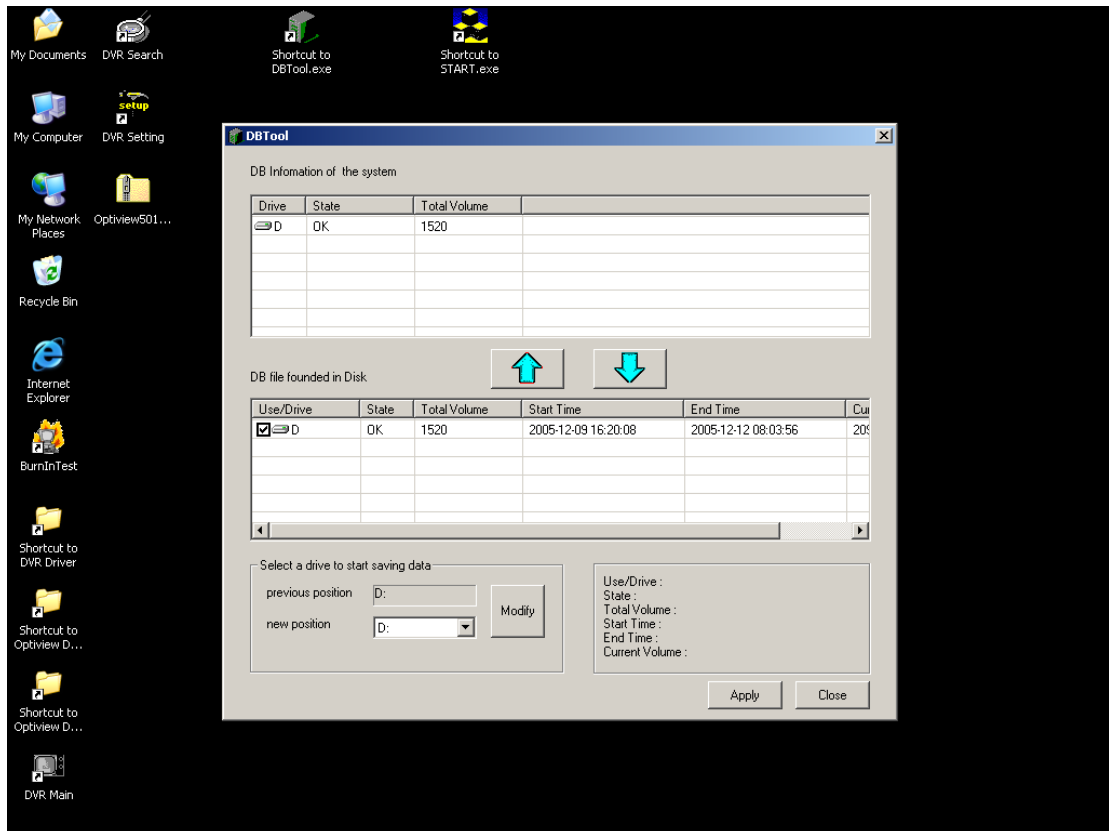 My Documents
DVR Search
Shortcut to
DBTool.exe
Shortcut to
START.exe
My Computer
setup
DVR Setting
My Network
Places
Optiview501...
Recycle Bin
Internet
Explorer
BurnInTest
Shortcut to
DVR Driver
Shortcut to
Optiview D...
Shortcut to
Optiview D...
DVR Main
DBTool
DB Infomation of the system
Drive State Total Volume
D OK 1520
DB file founded in Disk
Use/Drive State Total Volume Start Time End Time Cur
D OK 1520 2005-12-09 16:20:08 2005-12-12 08:03:56 209
Select a drive to start saving data
previous position D:
new position D:
Modify
Use/Drive :
State :
Total Volume :
Start Time :
End Time :
Current Volume :
Apply Close